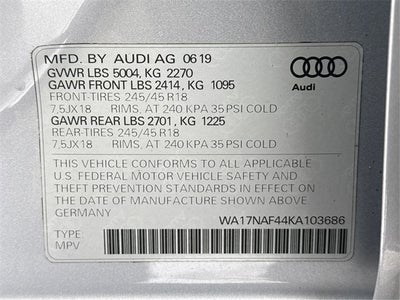 MFD. BY AUDI AG 06 19
GVWR LBS 5004, KG 2270
GAWR FRONT LBS 2414, KG 1095
FRONT-TIRES 245/45 R18
7,5JX18 RIMS, AT 240 KPA 35 PSI COLD
GAWR REAR LBS 2701, KG 1225
REAR-TIRES 245/45 R18
7,5JX18 RIMS, AT 240 KPA 35 PSI COLD
Audi
THIS VEHICLE CONFORMS TO ALL APPLICABLE
U.S. FEDERAL MOTOR VEHICLE SAFETY AND
THEFT PREVENTION STANDARDS IN EFFECT ON
THE DATE OF MANUFACTURE SHOWN ABOVE.
MADE IN
GERMANY WA17NAF44KA103686
TYPE:
MPV